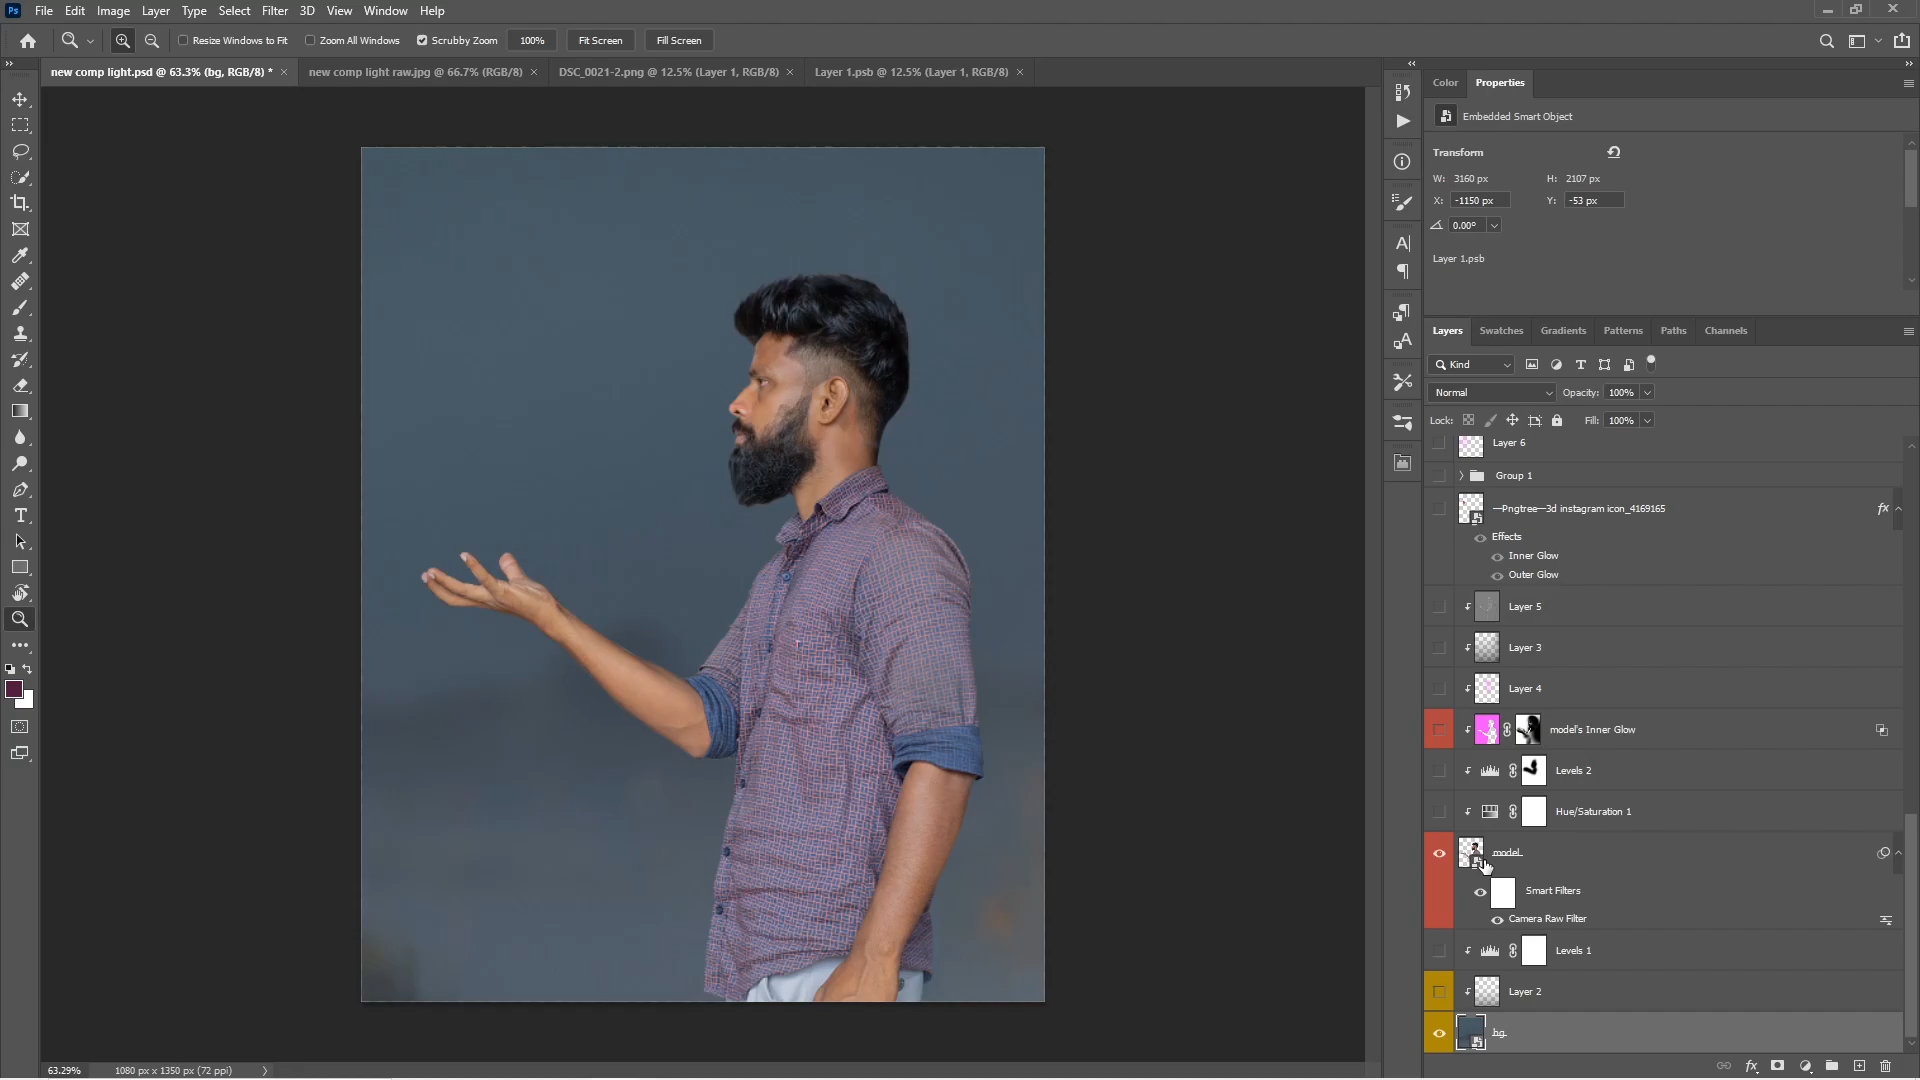 Ps File Edit Image Layer Type Select Filter 3D View Window Help
Resize Windows to Fit Zoom All Windows Scrubby Zoom 100% Fit Screen Fill Screen
new comp light.psd @ 63.3% (bg, RGB/8) * new comp light raw.jpg @ 66.7% (RGB/8) DSC_0021-2.png @ 12.5% (Layer 1, RGB/8) Layer 1.psb @ 12.5% (Layer 1, RGB/8)
Color Properties
Embedded Smart Object
Transform
W: 3160 px H: 2107 px
X: -1150 px Y: -53 px
0.00°
Layer 1.psb
Layers Swatches Gradients Patterns Paths Channels
Kind
Normal Opacity: 100%
Lock: Fill: 100%
Layer 6
Group 1
—Pngtree—3d instagram icon_4169165 fx
Effects
Inner Glow
Outer Glow
Layer 5
Layer 3
Layer 4
model's Inner Glow
Levels 2
Hue/Saturation 1
model
Smart Filters
Camera Raw Filter
Levels 1
Layer 2
bg
63.29% 1080 px x 1350 px (72 ppi)
fx